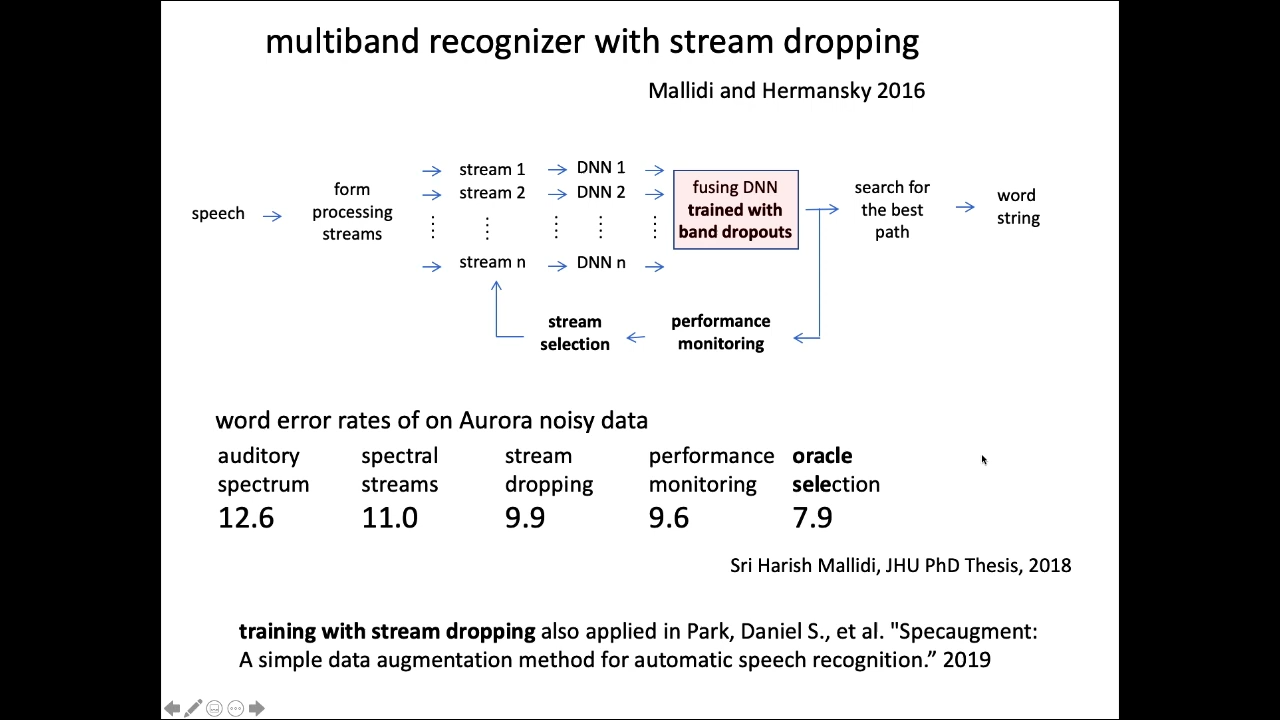 multiband recognizer with stream dropping
Mallidi and Hermansky 2016
speech
form
processing
streams
stream 1
stream 2
stream n
DNN 1
DNN 2
DNN n
fusing DNN
trained with
band dropouts
search for
the best
path
word
string
stream
selection
performance
monitoring
word error rates of on Aurora noisy data
auditory spectral stream performance oracle
spectrum streams dropping monitoring selection
12.6 11.0 9.9 9.6 7.9
Sri Harish Mallidi, JHU PhD Thesis, 2018
training with stream dropping also applied in Park, Daniel S., et al. "Specaugment:
A simple data augmentation method for automatic speech recognition.” 2019